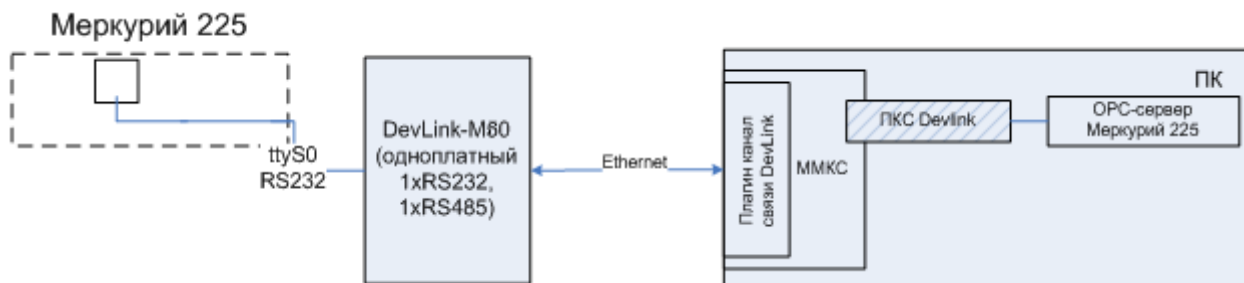 Меркурий 225
ttyS0
RS232
DevLink-M60
(одноплатный
1xRS232,
1xRS485)
Ethernet
Плагин канал
связи DevLink
ММКС
ПКС Devlink
ПК
OPC-сервер
Меркурий 225